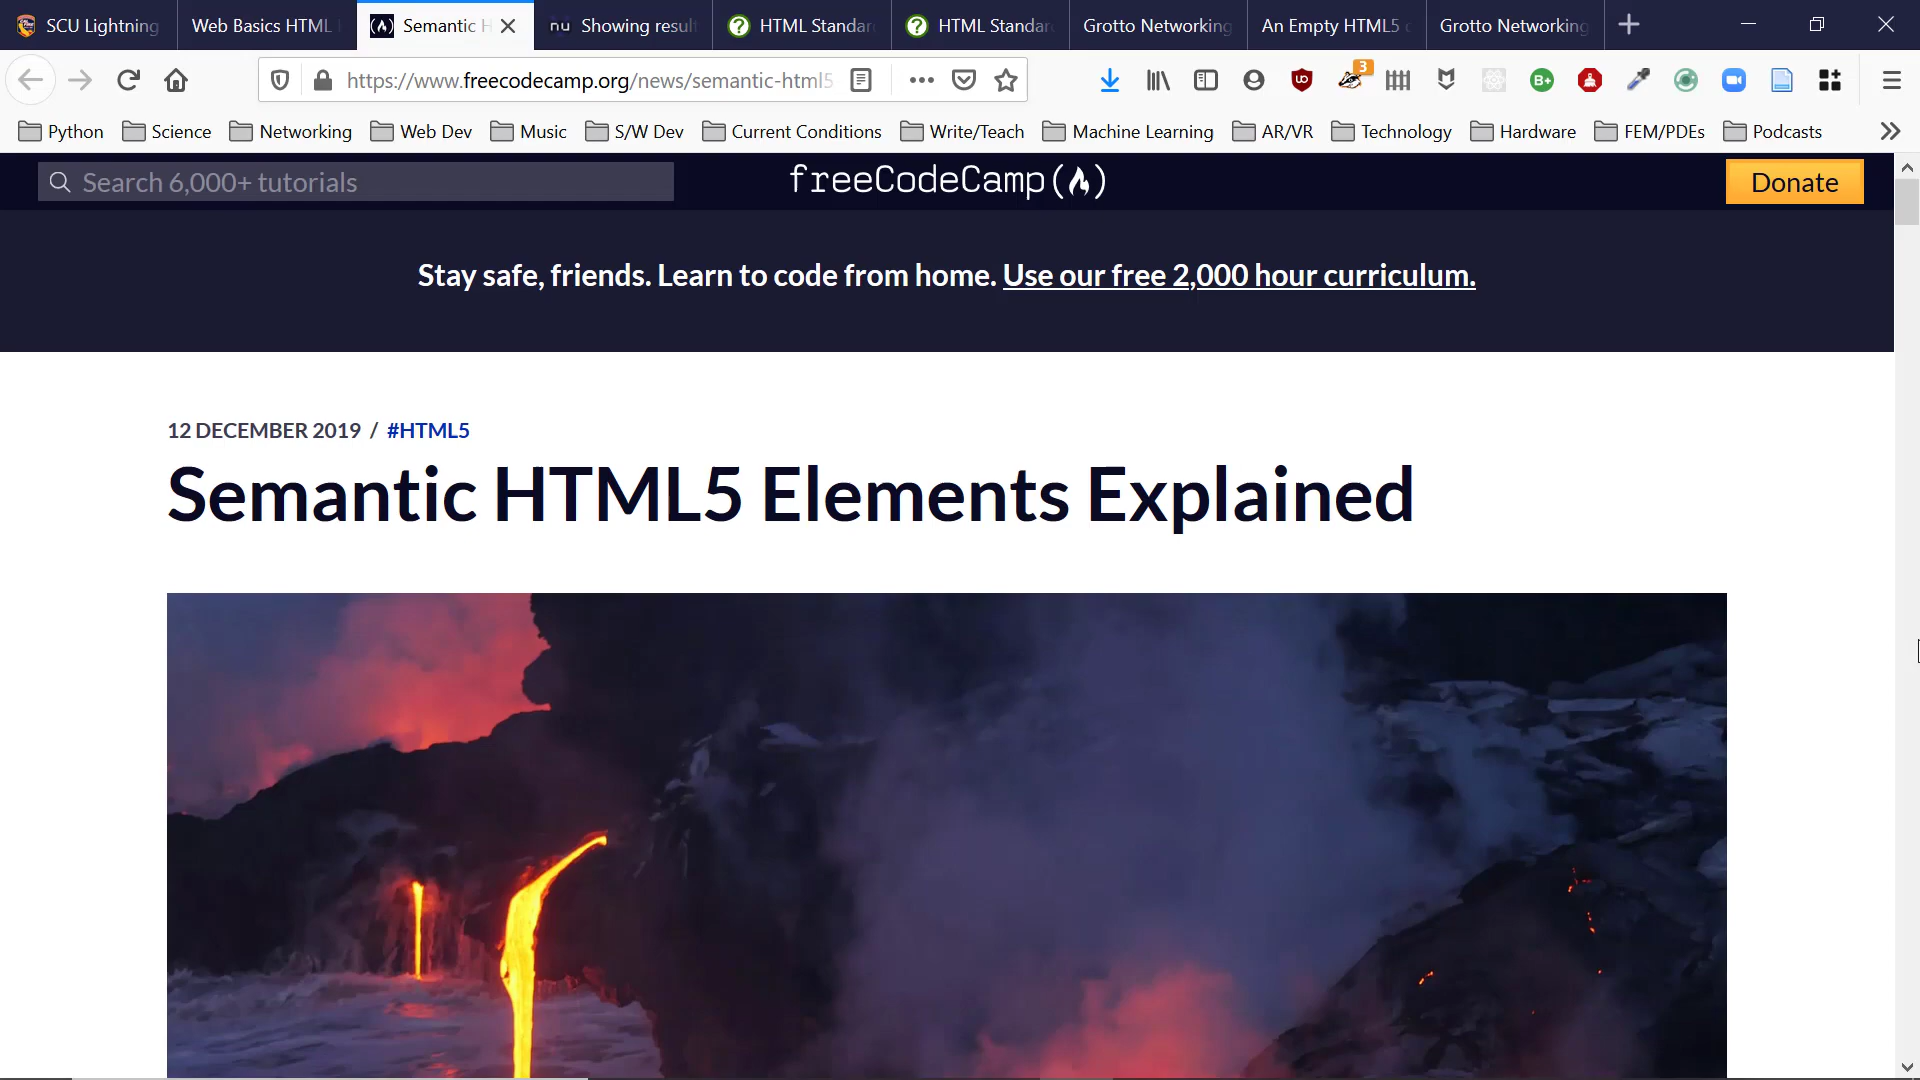 SCU Lightning
Web Basics HTML
Semantic H
nu Showing resul
HTML Standar
HTML Standar
Grotto Networking
An Empty HTML5
Grotto Networking
https://www.freecodecamp.org/news/semantic-html5
3
B+
Python Science Networking Web Dev Music S/W Dev Current Conditions Write/Teach Machine Learning AR/VR Technology Hardware FEM/PDEs Podcasts
Search 6,000+ tutorials
freeCodeCamp
Donate
Stay safe, friends. Learn to code from home. Use our free 2,000 hour curriculum.
12 DECEMBER 2019 / #HTML5
Semantic HTML5 Elements Explained